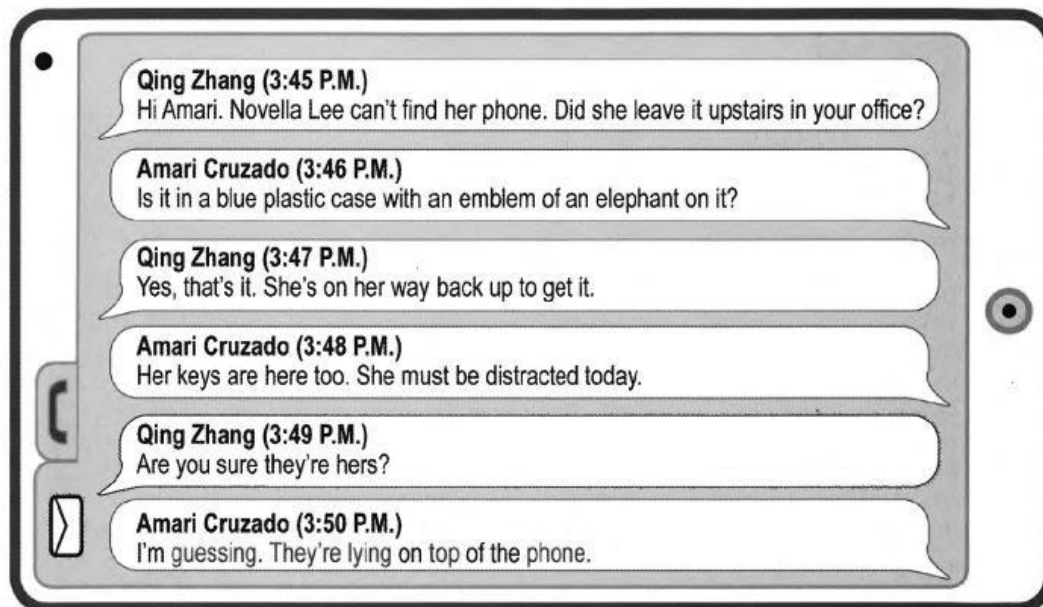 Qing Zhang (3:45 P.M.)
Hi Amari. Novella Lee can't find her phone. Did she leave it upstairs in your office?
Amari Cruzado (3:46 P.M.)
Is it in a blue plastic case with an emblem of an elephant on it?
Qing Zhang (3:47 P.M.)
Yes, that's it. She's on her way back up to get it.
Amari Cruzado (3:48 P.M.)
Her keys are here too. She must be distracted today.
Qing Zhang (3:49 P.M.)
Are you sure they're hers?
Amari Cruzado (3:50 P.M.)
I'm guessing. They're lying on top of the phone.